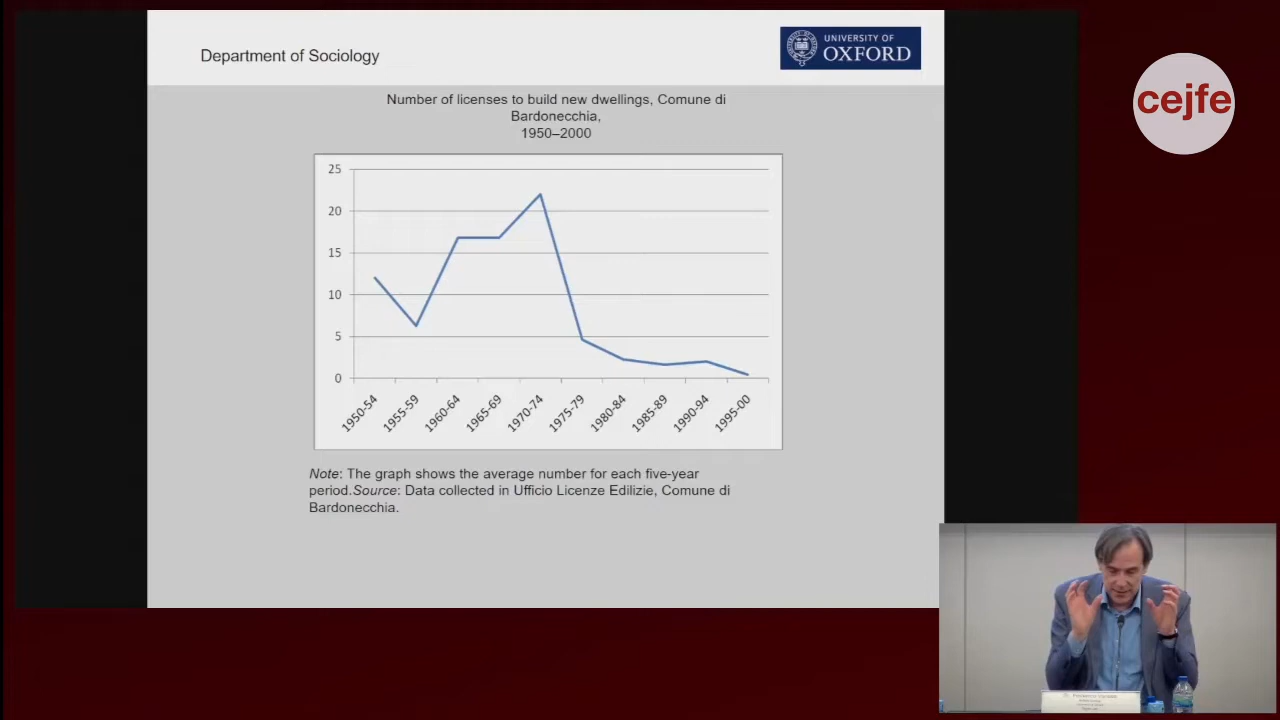 Department of Sociology
UNIVERSITY OF
OXFORD
cejfe
Number of licenses to build new dwellings, Comune di
Bardonecchia,
1950–2000
25
20
15
10
5
0
1950-54
1955-59
1960-64
1965-69
1970-74
1975-79
1980-84
1985-89
1990-94
1995-00
Note: The graph shows the average number for each five-year
period.Source: Data collected in Ufficio Licenze Edilizie, Comune di
Bardonecchia.